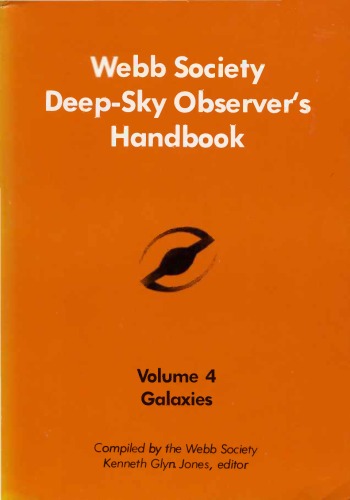 Webb Society
Deep-Sky Observer's
Handbook
Volume 4
Galaxies
Compiled by the Webb Society
Kenneth Glyn Jones, editor